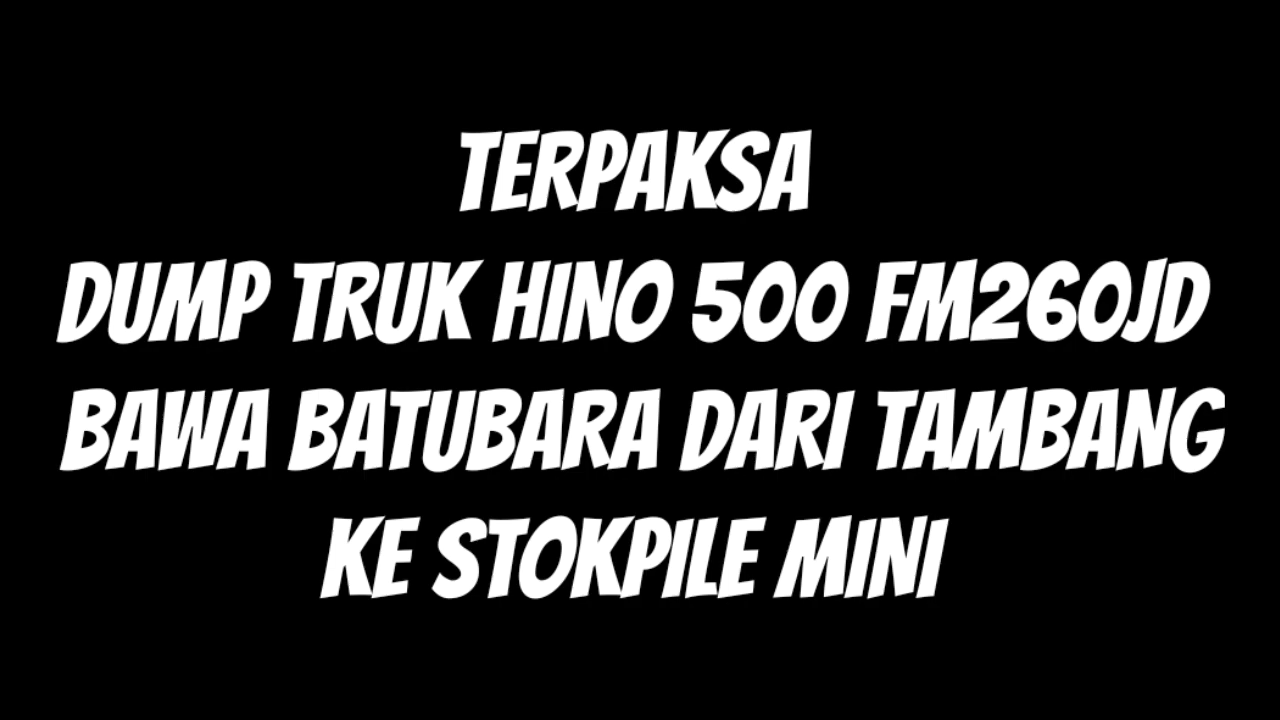 TERPAKSA
DUMP TRUK HINO 500 FM260JD
BAWA BATUBARA DARI TAMBANG
KE STOKPILE MINI